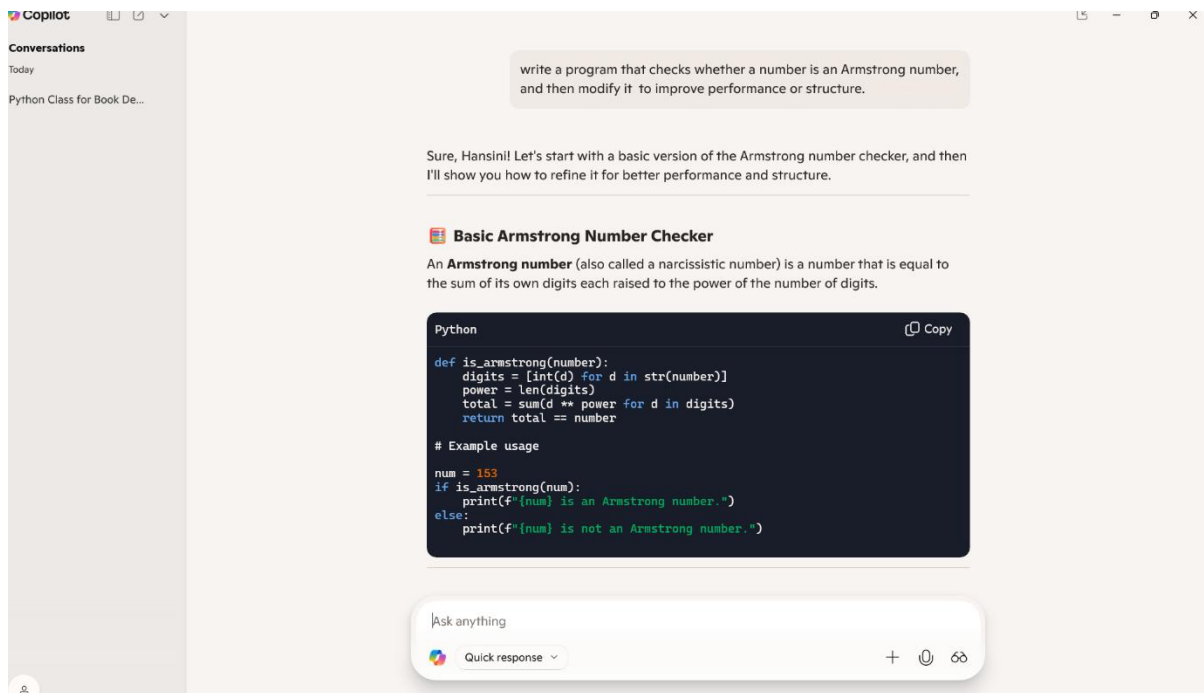 Copilot
Conversations
Today
Python Class for Book De...
write a program that checks whether a number is an Armstrong number,
and then modify it to improve performance or structure.
Sure, Hansini! Let's start with a basic version of the Armstrong number checker, and then
I'll show you how to refine it for better performance and structure.
Basic Armstrong Number Checker
An Armstrong number (also called a narcissistic number) is a number that is equal to
the sum of its own digits each raised to the power of the number of digits.
Python
Copy
def is_armstrong(number):
    digits = [int(d) for d in str(number)]
    power = len(digits)
    total = sum(d ** power for d in digits)
    return total == number
# Example usage
num = 153
if is_armstrong(num):
    print(f"{num} is an Armstrong number.")
else:
    print(f"{num} is not an Armstrong number.")
Ask anything
Quick response